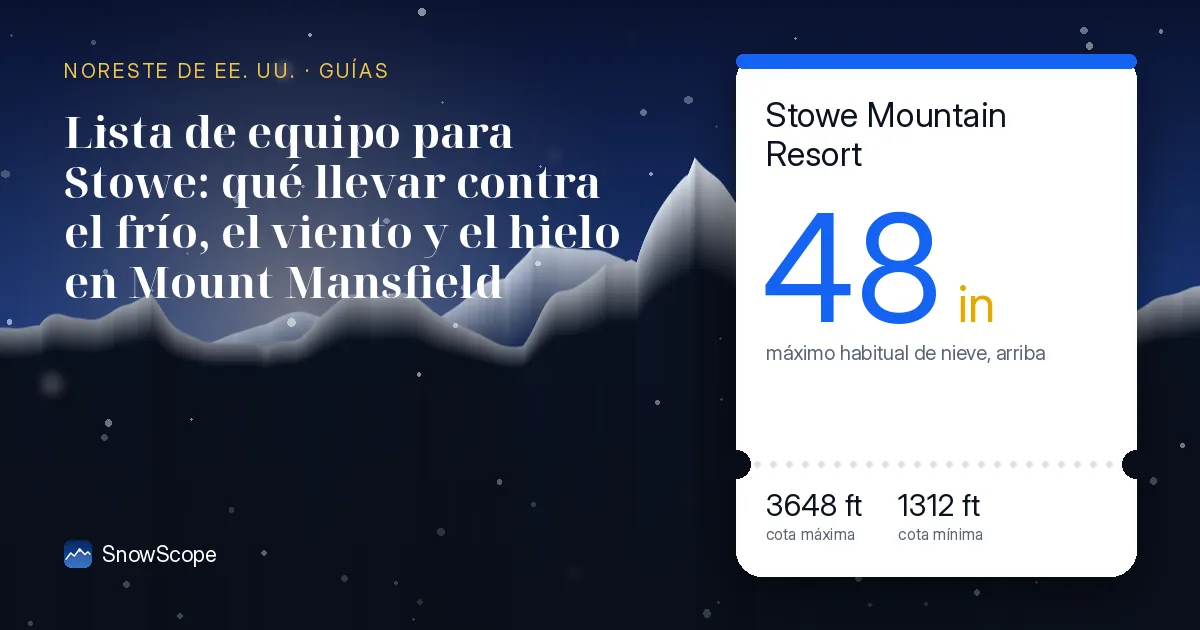 NORESTE DE EE. UU. · GUÍAS
Lista de equipo para
Stowe: qué llevar contra
el frío, el viento y el hielo
en Mount Mansfield
SnowScope
Stowe Mountain
Resort
48 in
máximo habitual de nieve, arriba
3648 ft 1312 ft
cota máxima cota mínima